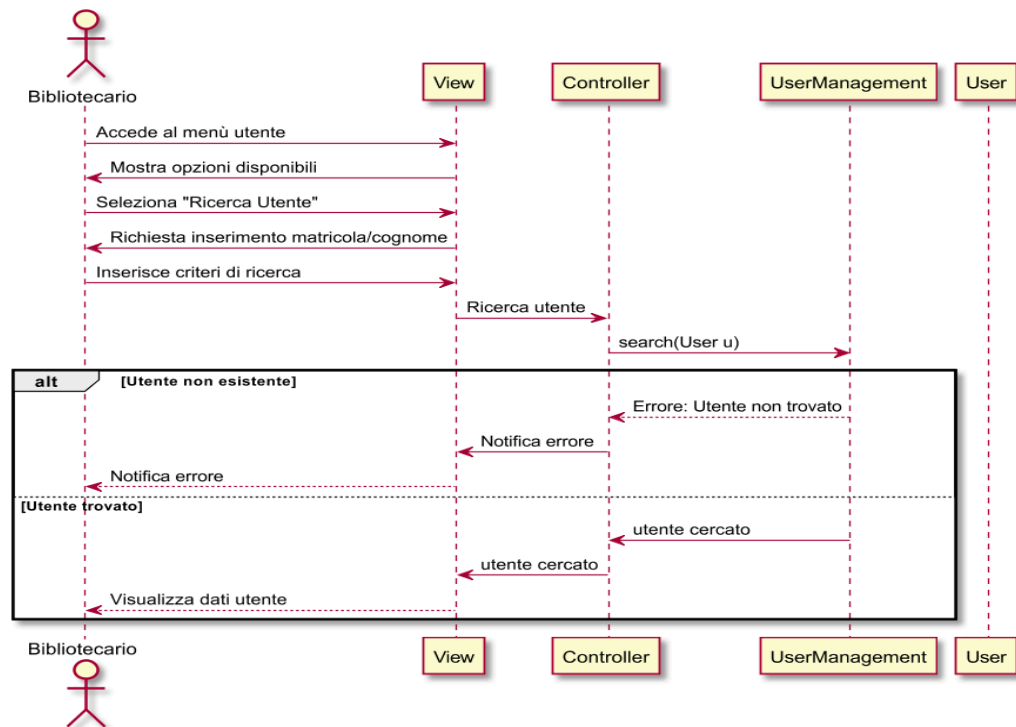 Bibliotecario
View
Controller
UserManagement
User
Accede al menù utente
Mostra opzioni disponibili
Seleziona "Ricerca Utente"
Richiesta inserimento matricola/cognome
Inserisce criteri di ricerca
Ricerca utente
search(User u)
alt [Utente non esistente]
Errore: Utente non trovato
Notifica errore
Notifica errore
[Utente trovato]
utente cercato
utente cercato
Visualizza dati utente
Bibliotecario
View
Controller
UserManagement
User